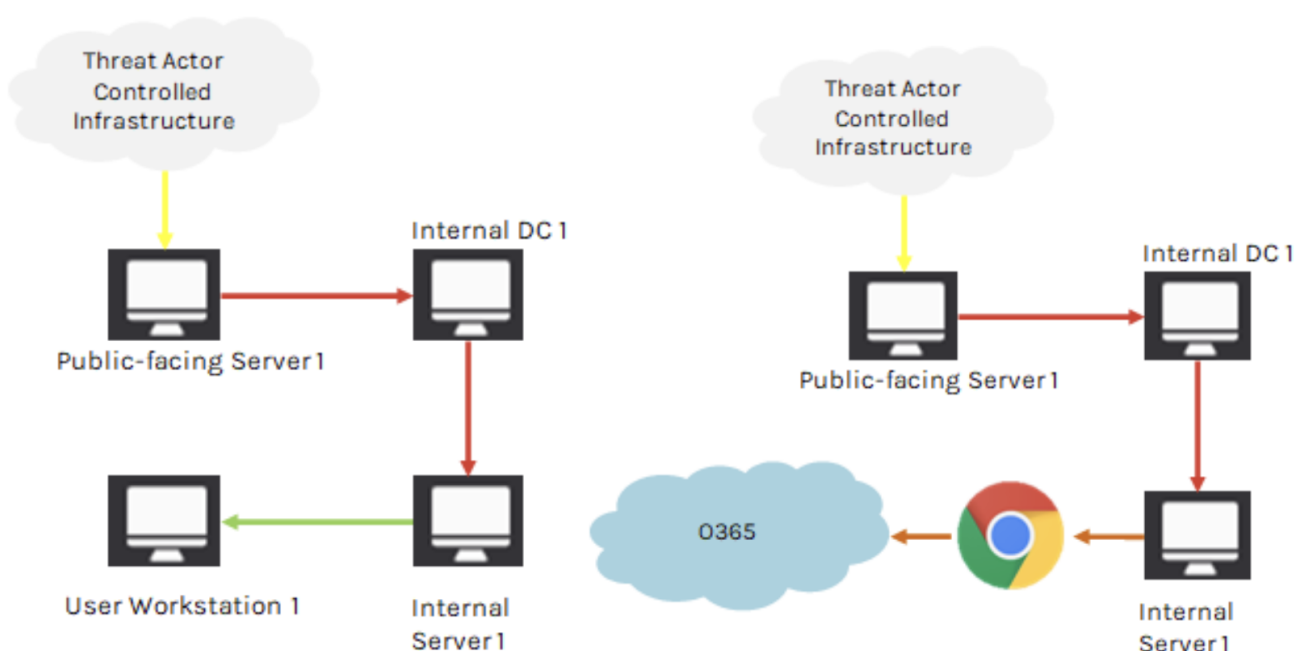 Threat Actor
Controlled
Infrastructure
Internal DC 1
Public-facing Server 1
User Workstation 1
Internal
Server 1
Threat Actor
Controlled
Infrastructure
Internal DC 1
Public-facing Server 1
O365
Internal
Server 1